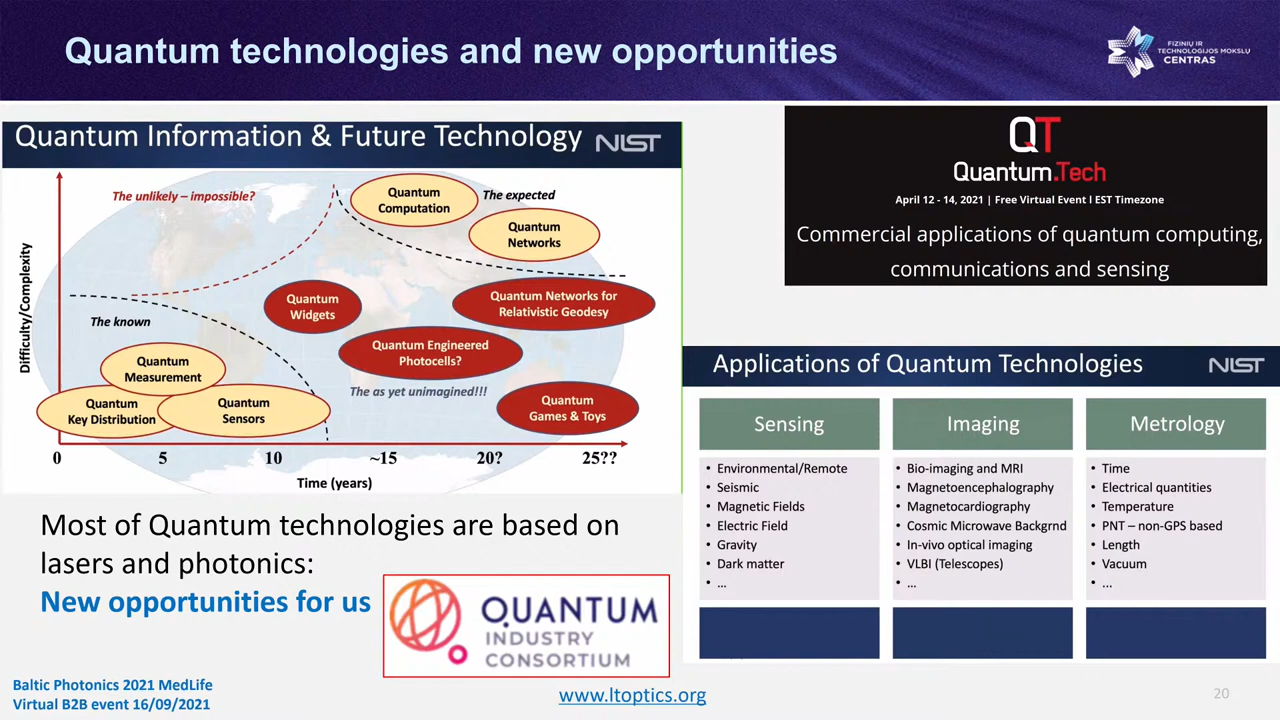 Quantum technologies and new opportunities
FIZINIŲ IR
TECHNOLOGIJOS MOKSLŲ
CENTRAS
Quantum Information & Future Technology
NIST
The unlikely – impossible?
Quantum
Computation
The expected
Quantum
Networks
Difficulty/Complexity
Quantum
Widgets
Quantum Networks for
Relativistic Geodesy
The known
Quantum Engineered
Photocells?
Quantum
Measurement
The as yet unimagined!!!
Quantum
Key Distribution
Quantum
Sensors
Quantum
Games & Toys
0 5 10 ~15 20? 25??
Time (years)
QT
Quantum.Tech
April 12 - 14, 2021 | Free Virtual Event l EST Timezone
Commercial applications of quantum computing,
communications and sensing
Applications of Quantum Technologies
NIST
Sensing
• Environmental/Remote
• Seismic
• Magnetic Fields
• Electric Field
• Gravity
• Dark matter
• ...
Imaging
• Bio-imaging and MRI
• Magnetoencephalography
• Magnetocardiography
• Cosmic Microwave Backgrnd
• In-vivo optical imaging
• VLBI (Telescopes)
• ...
Metrology
• Time
• Electrical quantities
• Temperature
• PNT – non-GPS based
• Length
• Vacuum
• ...
Most of Quantum technologies are based on
lasers and photonics:
New opportunities for us
QUANTUM
INDUSTRY
CONSORTIUM
Baltic Photonics 2021 MedLife
Virtual B2B event 16/09/2021
www.ltoptics.org
20